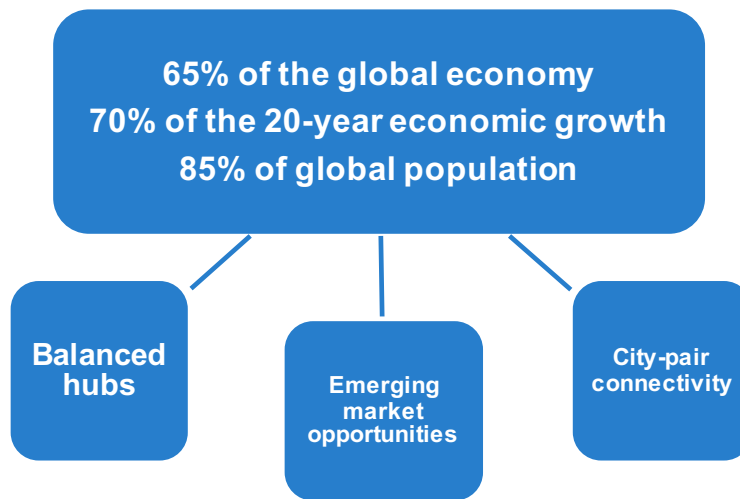 65% of the global economy
70% of the 20-year economic growth
85% of global population
Balanced
hubs
Emerging
market
opportunities
City-pair
connectivity